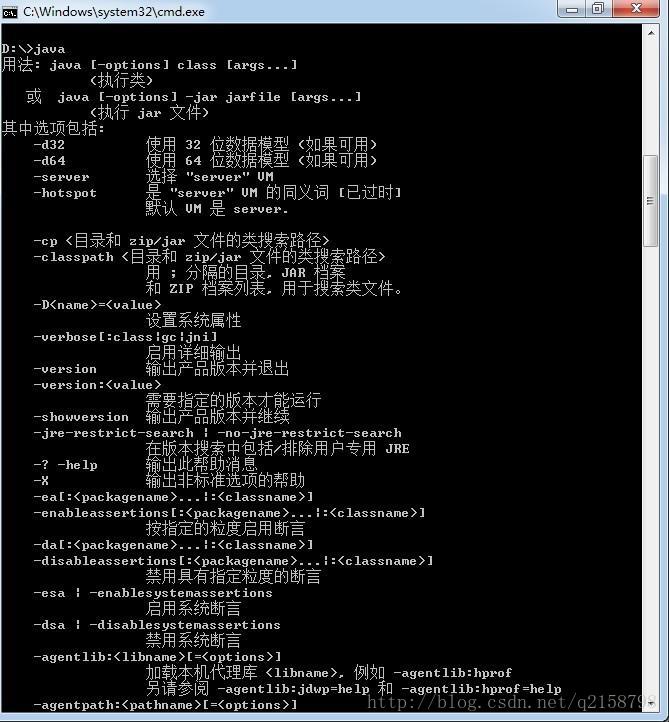 C:\Windows\system32\cmd.exe
D:\>java
用法: java [-options] class [args...]
(执行类)
或 java [-options] -jar jarfile [args...]
(执行 jar 文件)
其中选项包括:
-d32 使用 32 位数据模型 (如果可用)
-d64 使用 64 位数据模型 (如果可用)
-server 选择 "server" VM
-hotspot 是 "server" VM 的同义词 [已过时]
默认 VM 是 server.
-cp <目录和 zip/jar 文件的类搜索路径>
-classpath <目录和 zip/jar 文件的类搜索路径>
用 ; 分隔的目录, JAR 档案
和 ZIP 档案列表, 用于搜索类文件。
-D<name>=<value>
设置系统属性
-verbose[:class|gc|jni]
启用详细输出
-version 输出产品版本并退出
-version:<value>
需要指定的版本才能运行
-showversion 输出产品版本并继续
-jre-restrict-search | -no-jre-restrict-search
在版本搜索中包括/排除用户专用 JRE
-? -help 输出此帮助消息
-X 输出非标准选项的帮助
-ea[:<packagename>...|:<classname>]
-enableassertions[:<packagename>...|:<classname>]
按指定的粒度启用断言
-da[:<packagename>...|:<classname>]
-disableassertions[:<packagename>...|:<classname>]
禁用具有指定粒度的断言
-esa | -enablesystemassertions
启用系统断言
-dsa | -disablesystemassertions
禁用系统断言
-agentlib:<libname>[=<options>]
加载本机代理库 <libname>, 例如 -agentlib:hprof
另请参阅 -agentlib:jdwp=help 和 -agentlib:hprof=help
-agentpath:<pathname>[=<options>]
http://blog.csdn.net/q2158798